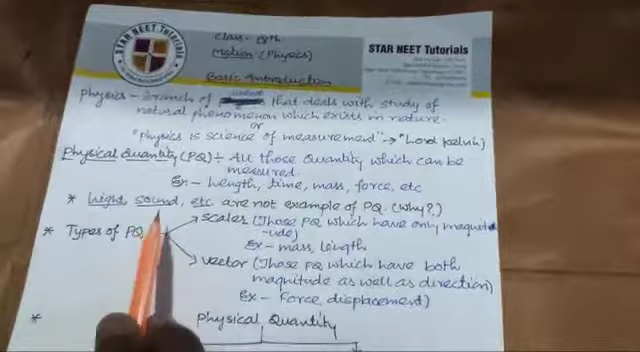 STAR NEET Tutorials
STAR NEET Tutorials
Class- 9th
Motion (Physics)
Basic Introduction
Physics - Branch of that deals with study of
natural phenomenon which exists in nature.
or
"Physics is science of measurement" → "Lord Kelvin)
Physical Quantity (PQ) ÷ All those Quantity which can be
measured.
Ex - Length, time, mass, force, etc
* Light, sound, etc are not example of PQ. (Why?)
* Types of PQ
scaler (Those PQ which have only magnit
-ude)
Ex - mass, length
vector (Those PQ which have both
magnitude as well as direction)
Ex - Force, displacement)
* Physical Quantity